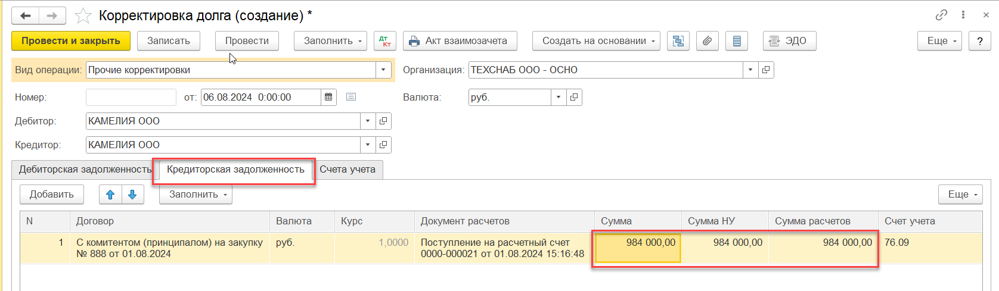 Корректировка долга (создание) *
Провести и закрыть Записать Провести Заполнить Дт Кт Акт взаимозачета Создать на основании ЭДО Еще ?
Вид операции: Прочие корректировки Организация: ТЕХСНАБ ООО - ОСНО
Номер: от: 06.08.2024 0:00:00 Валюта: руб.
Дебитор: КАМЕЛИЯ ООО
Кредитор: КАМЕЛИЯ ООО
Дебиторская задолженность Кредиторская задолженность Счета учета
Добавить Заполнить Еще
N Договор Валюта Курс Документ расчетов Сумма Сумма НУ Сумма расчетов Счет учета
1 С комитентом (принципалом) на закупку руб. 1,0000 Поступление на расчетный счет 984 000,00 984 000,00 984 000,00 76.09
№ 888 от 01.08.2024 0000-000021 от 01.08.2024 15:16:48